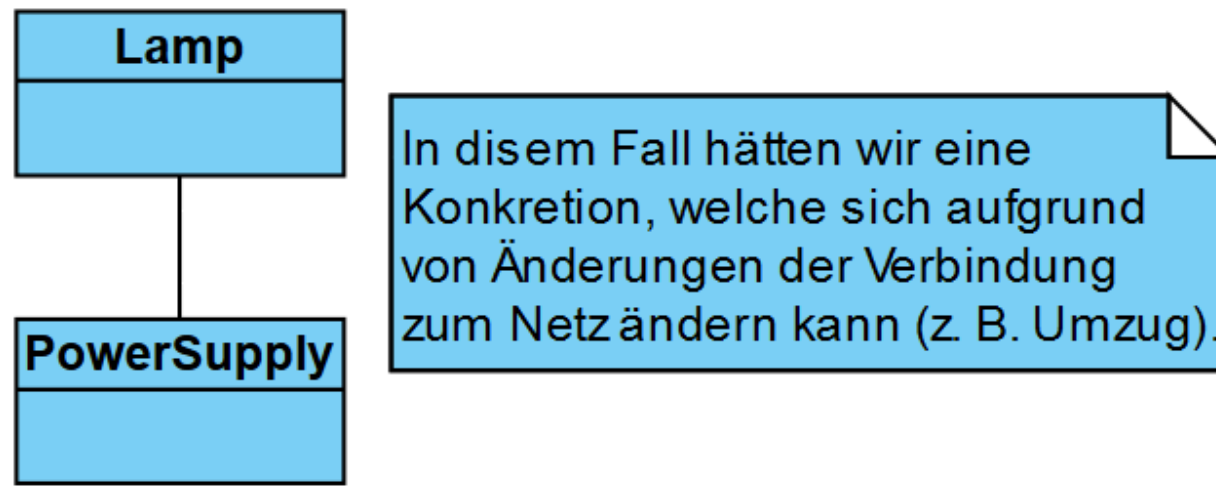 Lamp
PowerSupply
In disem Fall hätten wir eine
Konkretion, welche sich aufgrund
von Änderungen der Verbindung
zum Netz ändern kann (z. B. Umzug).